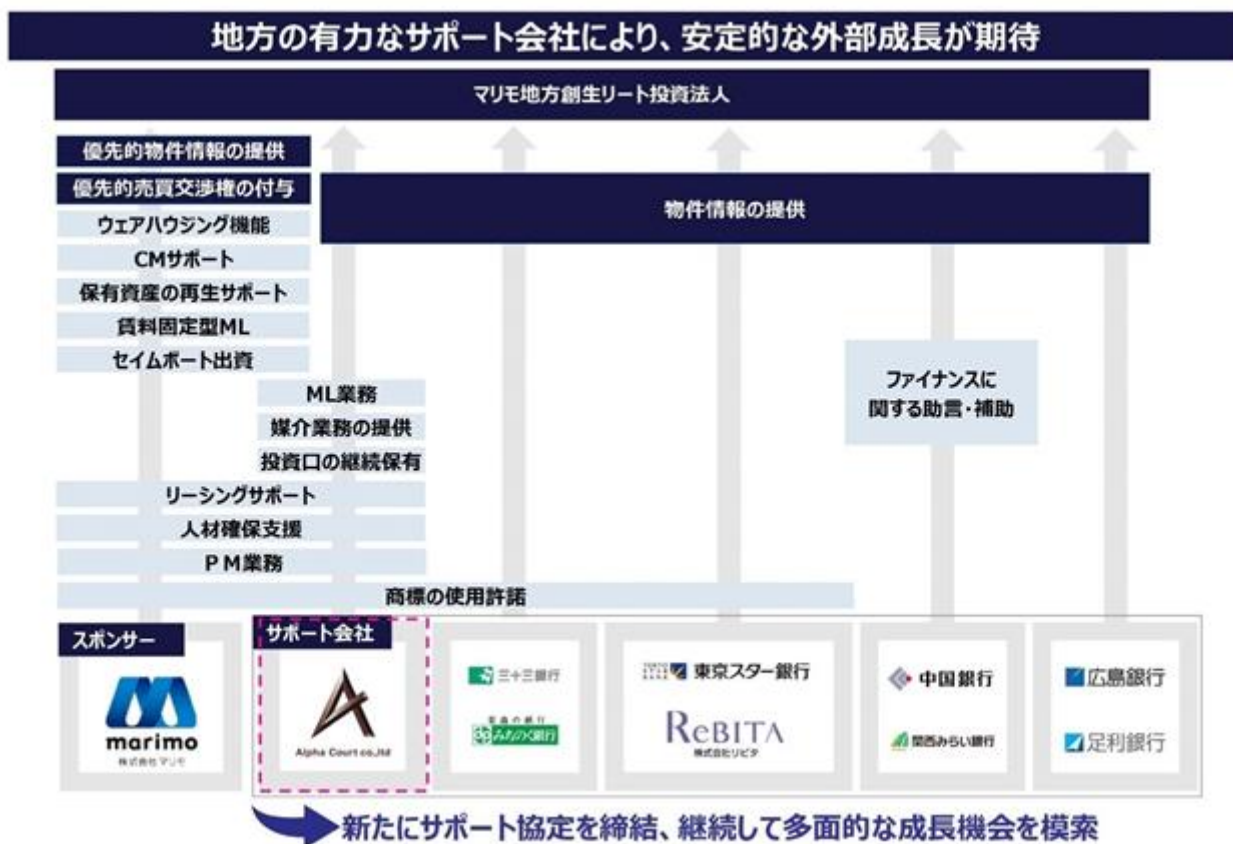 地方の有力なサポート会社により、安定的な外部成長が期待
マリモ地方創生リート投資法人
優先的物件情報の提供
優先的売買交渉権の付与
ウェアハウジング機能
CMサポート
保有資産の再生サポート
賃料固定型ML
セイムボート出資
物件情報の提供
ML業務
媒介業務の提供
投資口の継続保有
ファイナンスに
関する助言・補助
リーシングサポート
人材確保支援
PM業務
商標の使用許諾
スポンサー
marimo
株式会社マリモ
サポート会社
Alpha Court co.,ltd
三十三銀行
みちのく銀行
東京スター銀行
ReBITA
株式会社リビタ
中国銀行
関西みらい銀行
広島銀行
足利銀行
新たにサポート協定を締結、継続して多面的な成長機会を模索